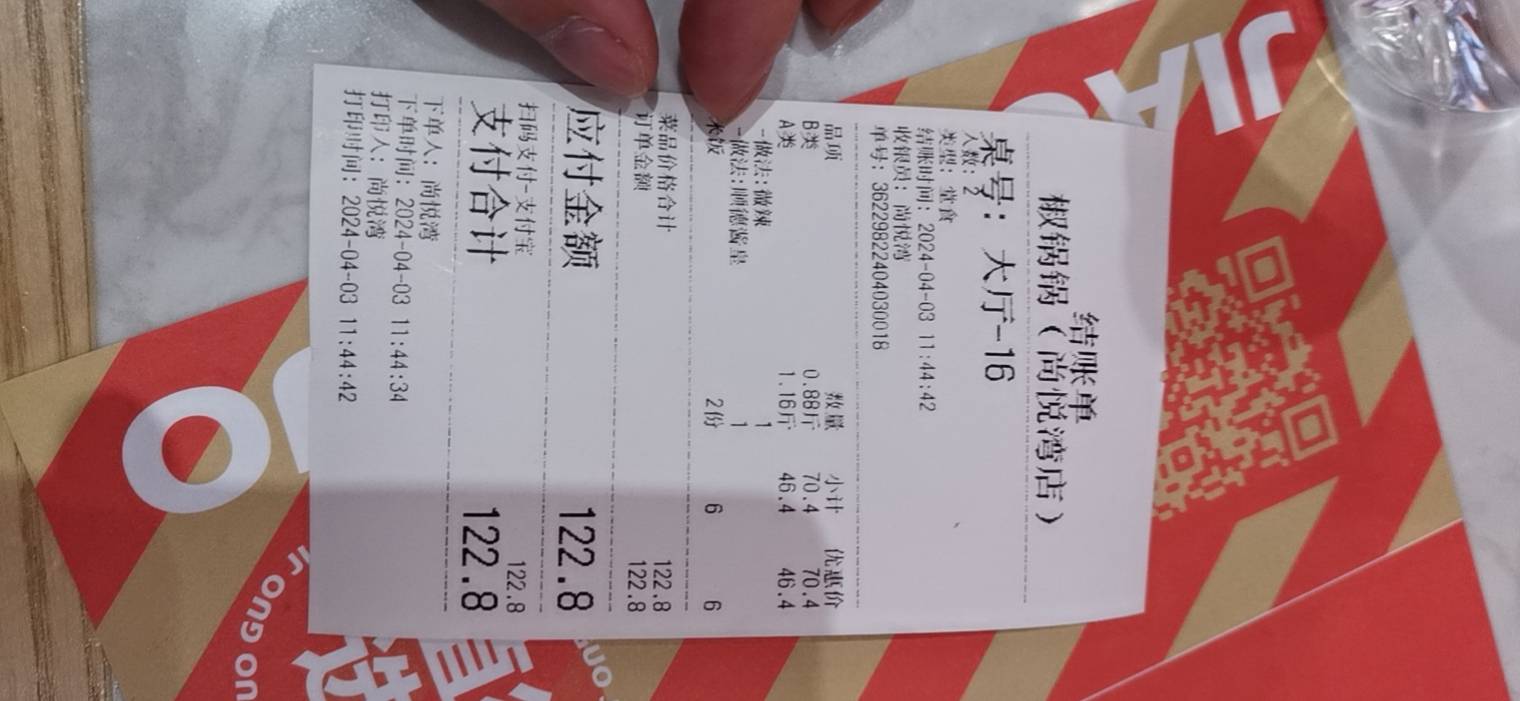 结账单
椒锅锅（尚悦湾店）
桌号： 大厅-16
人数: 2
类型: 堂食
结账时间: 2024-04-03 11:44:42
收银员: 尚悦湾
单号: 3622982240403001​8
品项 数量 小计 优惠价
B类 0.88斤 70.4 70.4
A类 1.16斤 46.4 46.4
-做法:微辣 1
-做法:顺德酱皇 1
米饭 2份 6 6
菜品价格合计 122.8
订单金额 122.8
应付金额 122.8
扫码支付-支付宝 122.8
支付合计 122.8
下单人: 尚悦湾
下单时间: 2024-04-03 11:44:34
打印人: 尚悦湾
打印时间: 2024-04-03 11:44:42
JIAO
UO
UO GUO JI
GUO J